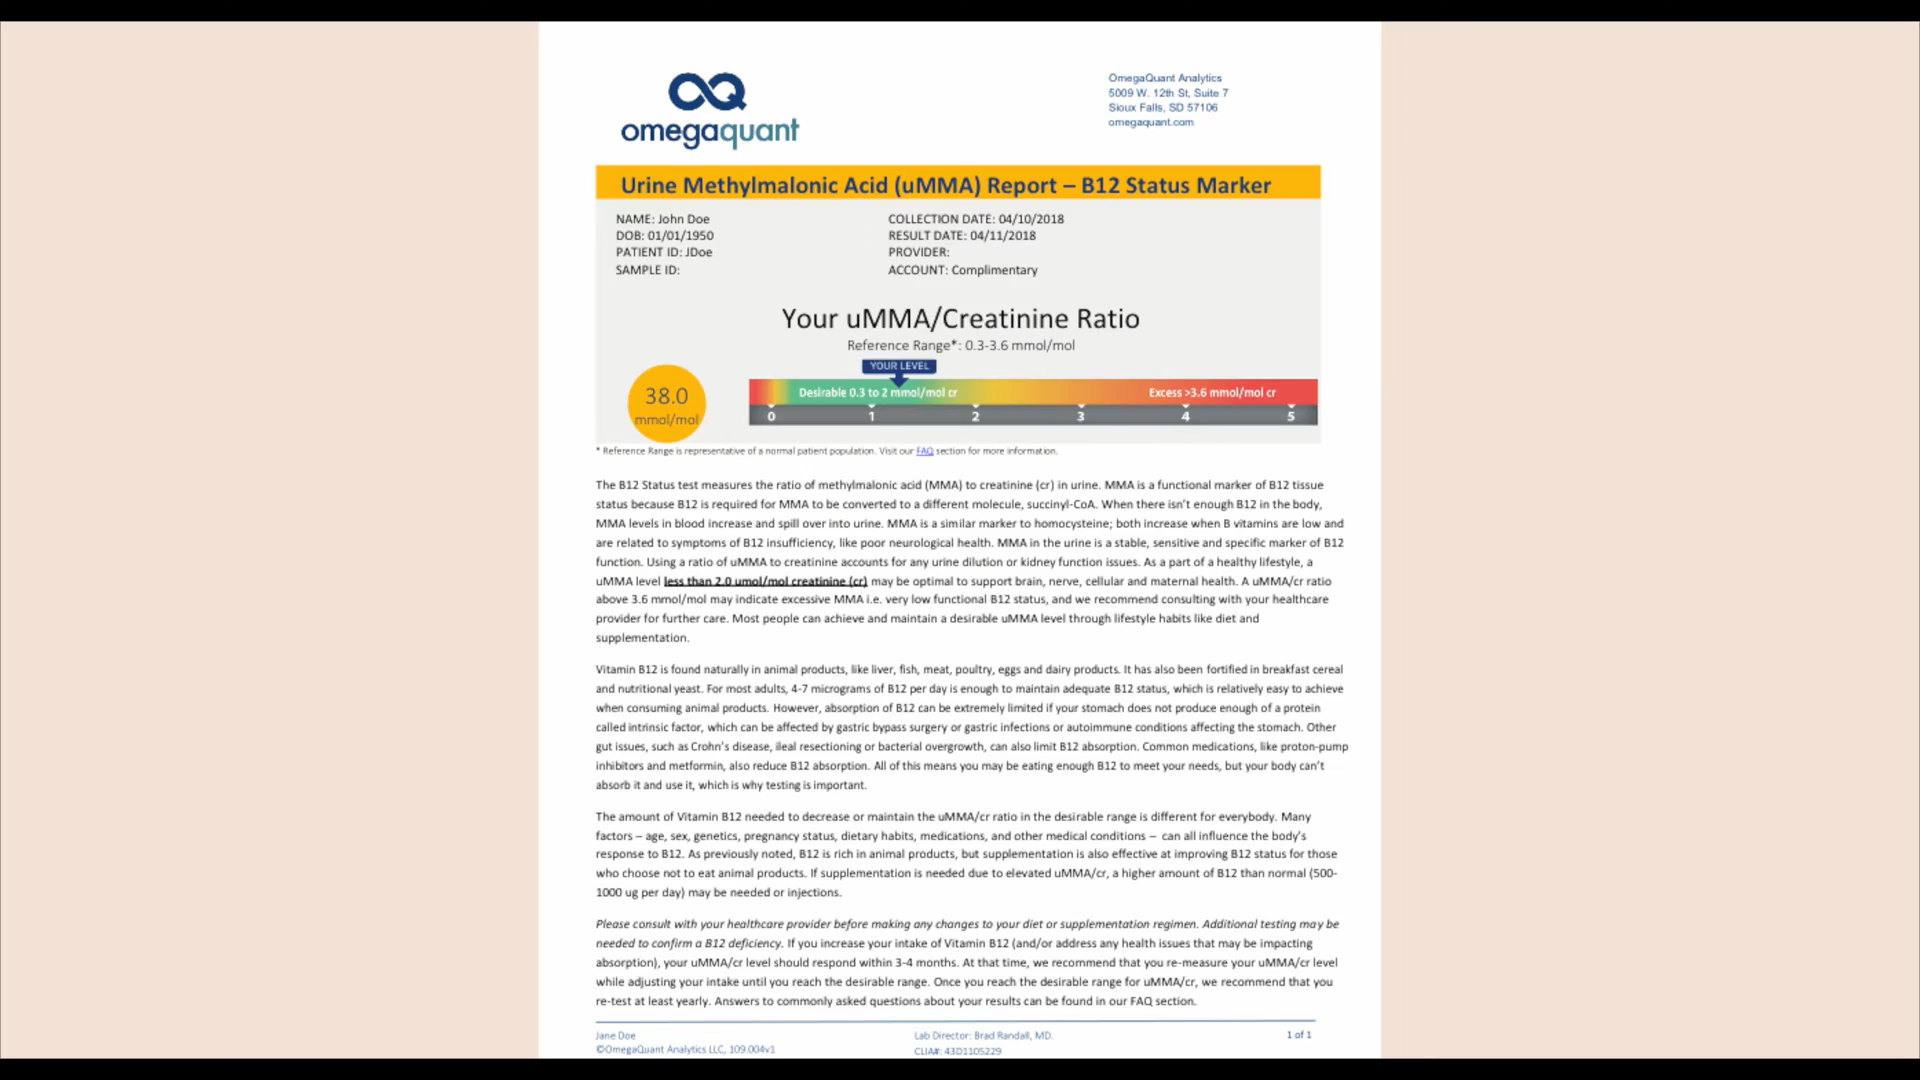 omegaquant
OmegaQuant Analytics
5009 W. 12th St, Suite 7
Sioux Falls, SD 57106
omegaquant.com
Urine Methylmalonic Acid (uMMA) Report – B12 Status Marker
NAME: John Doe
DOB: 01/01/1950
PATIENT ID: JDoe
SAMPLE ID:
COLLECTION DATE: 04/10/2018
RESULT DATE: 04/11/2018
PROVIDER:
ACCOUNT: Complimentary
Your uMMA/Creatinine Ratio
Reference Range*: 0.3-3.6 mmol/mol
YOUR LEVEL
38.0
mmol/mol
Desirable 0.3 to 2 mmol/mol cr
Excess >3.6 mmol/mol cr
0 1 2 3 4 5
* Reference Range is representative of a normal patient population. Visit our FAQ section for more information.
The B12 Status test measures the ratio of methylmalonic acid (MMA) to creatinine (cr) in urine. MMA is a functional marker of B12 tissue
status because B12 is required for MMA to be converted to a different molecule, succinyl-CoA. When there isn't enough B12 in the body,
MMA levels in blood increase and spill over into urine. MMA is a similar marker to homocysteine; both increase when B vitamins are low and
are related to symptoms of B12 insufficiency, like poor neurological health. MMA in the urine is a stable, sensitive and specific marker of B12
function. Using a ratio of uMMA to creatinine accounts for any urine dilution or kidney function issues. As a part of a healthy lifestyle, a
uMMA level less than 2.0 umol/mol creatinine (cr) may be optimal to support brain, nerve, cellular and maternal health. A uMMA/cr ratio
above 3.6 mmol/mol may indicate excessive MMA i.e. very low functional B12 status, and we recommend consulting with your healthcare
provider for further care. Most people can achieve and maintain a desirable uMMA level through lifestyle habits like diet and
supplementation.
Vitamin B12 is found naturally in animal products, like liver, fish, meat, poultry, eggs and dairy products. It has also been fortified in breakfast cereal
and nutritional yeast. For most adults, 4-7 micrograms of B12 per day is enough to maintain adequate B12 status, which is relatively easy to achieve
when consuming animal products. However, absorption of B12 can be extremely limited if your stomach does not produce enough of a protein
called intrinsic factor, which can be affected by gastric bypass surgery or gastric infections or autoimmune conditions affecting the stomach. Other
gut issues, such as Crohn's disease, ileal resectioning or bacterial overgrowth, can also limit B12 absorption. Common medications, like proton-pump
inhibitors and metformin, also reduce B12 absorption. All of this means you may be eating enough B12 to meet your needs, but your body can't
absorb it and use it, which is why testing is important.
The amount of Vitamin B12 needed to decrease or maintain the uMMA/cr ratio in the desirable range is different for everybody. Many
factors – age, sex, genetics, pregnancy status, dietary habits, medications, and other medical conditions – can all influence the body's
response to B12. As previously noted, B12 is rich in animal products, but supplementation is also effective at improving B12 status for those
who choose not to eat animal products. If supplementation is needed due to elevated uMMA/cr, a higher amount of B12 than normal (500-
1000 ug per day) may be needed or injections.
Please consult with your healthcare provider before making any changes to your diet or supplementation regimen. Additional testing may be
needed to confirm a B12 deficiency. If you increase your intake of Vitamin B12 (and/or address any health issues that may be impacting
absorption), your uMMA/cr level should respond within 3-4 months. At that time, we recommend that you re-measure your uMMA/cr level
while adjusting your intake until you reach the desirable range. Once you reach the desirable range for uMMA/cr, we recommend that you
re-test at least yearly. Answers to commonly asked questions about your results can be found in our FAQ section.
Jane Doe
©OmegaQuant Analytics LLC, 109.004v1
Lab Director: Brad Randall, MD.
CLIA#: 43D1105229
1 of 1